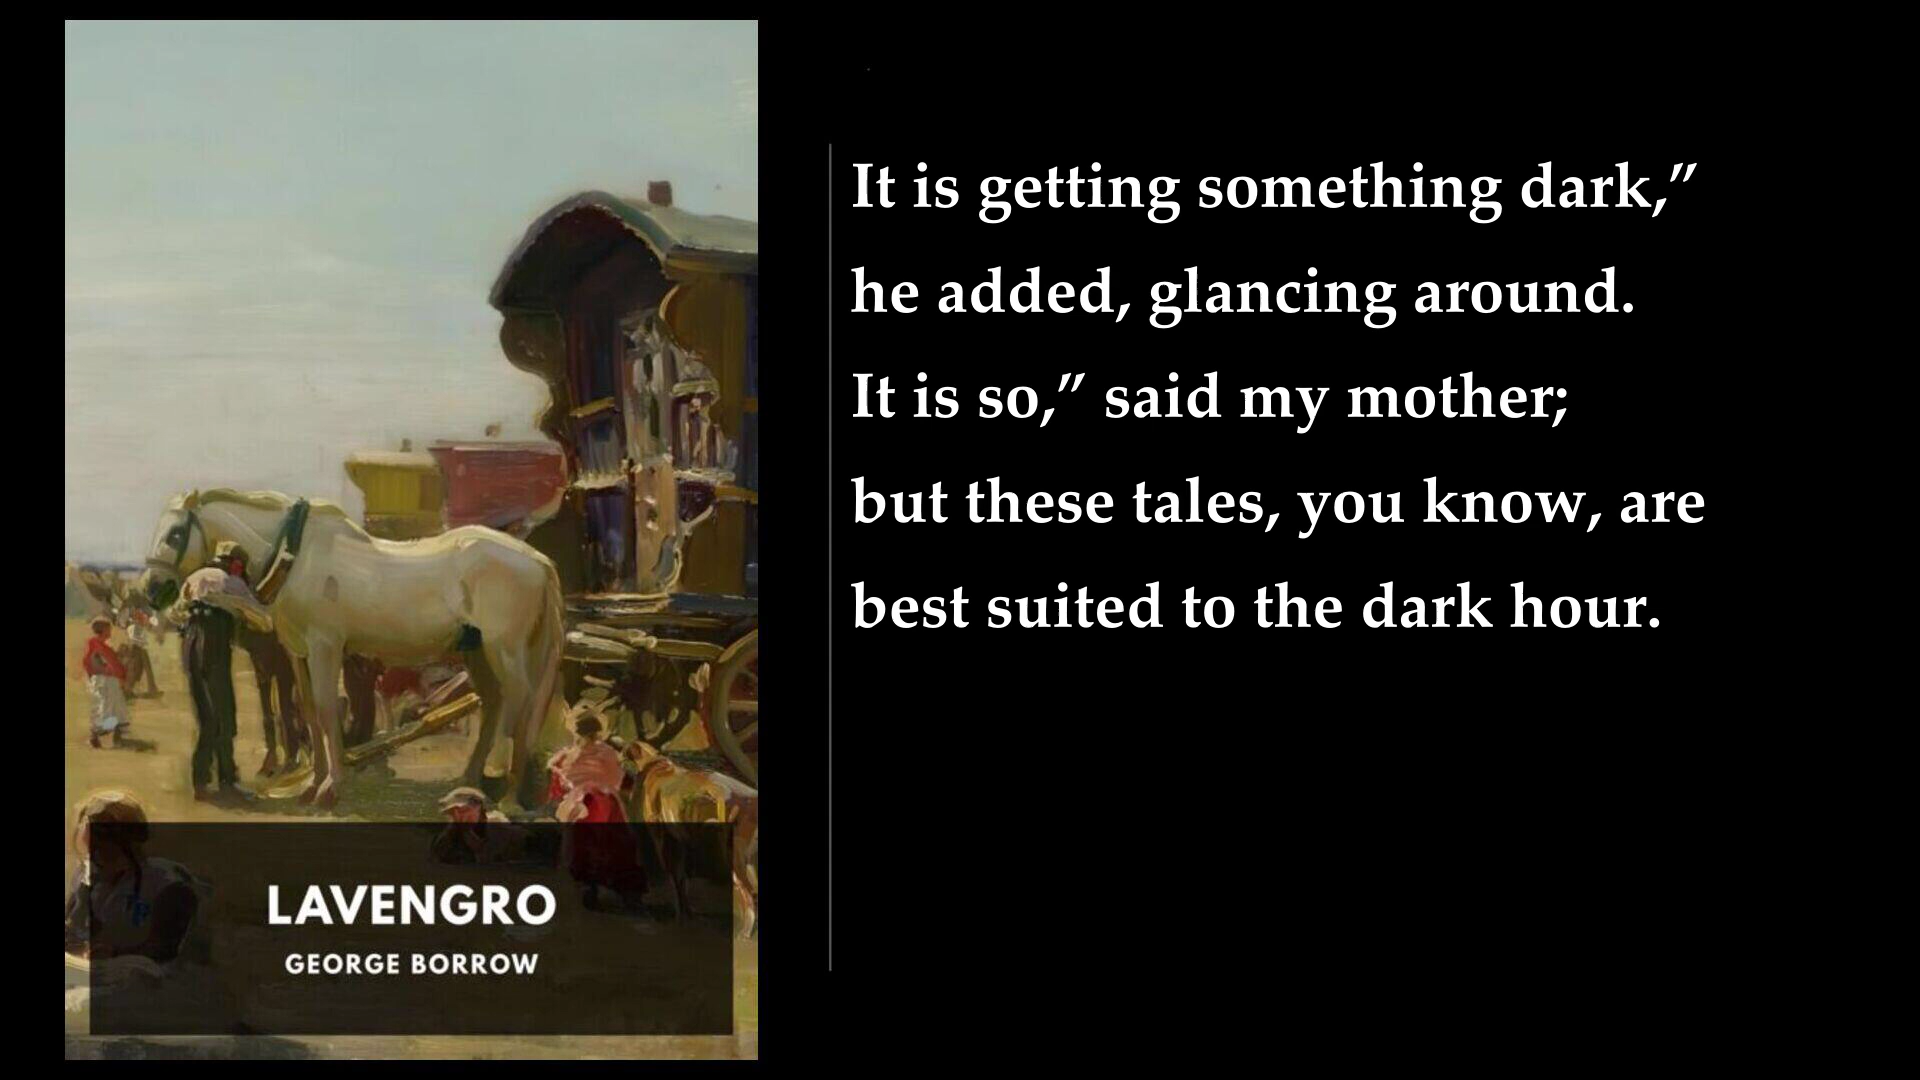 It is getting something dark,”
he added, glancing around.
It is so,” said my mother;
but these tales, you know, are
best suited to the dark hour.
LAVENGRO
GEORGE BORROW